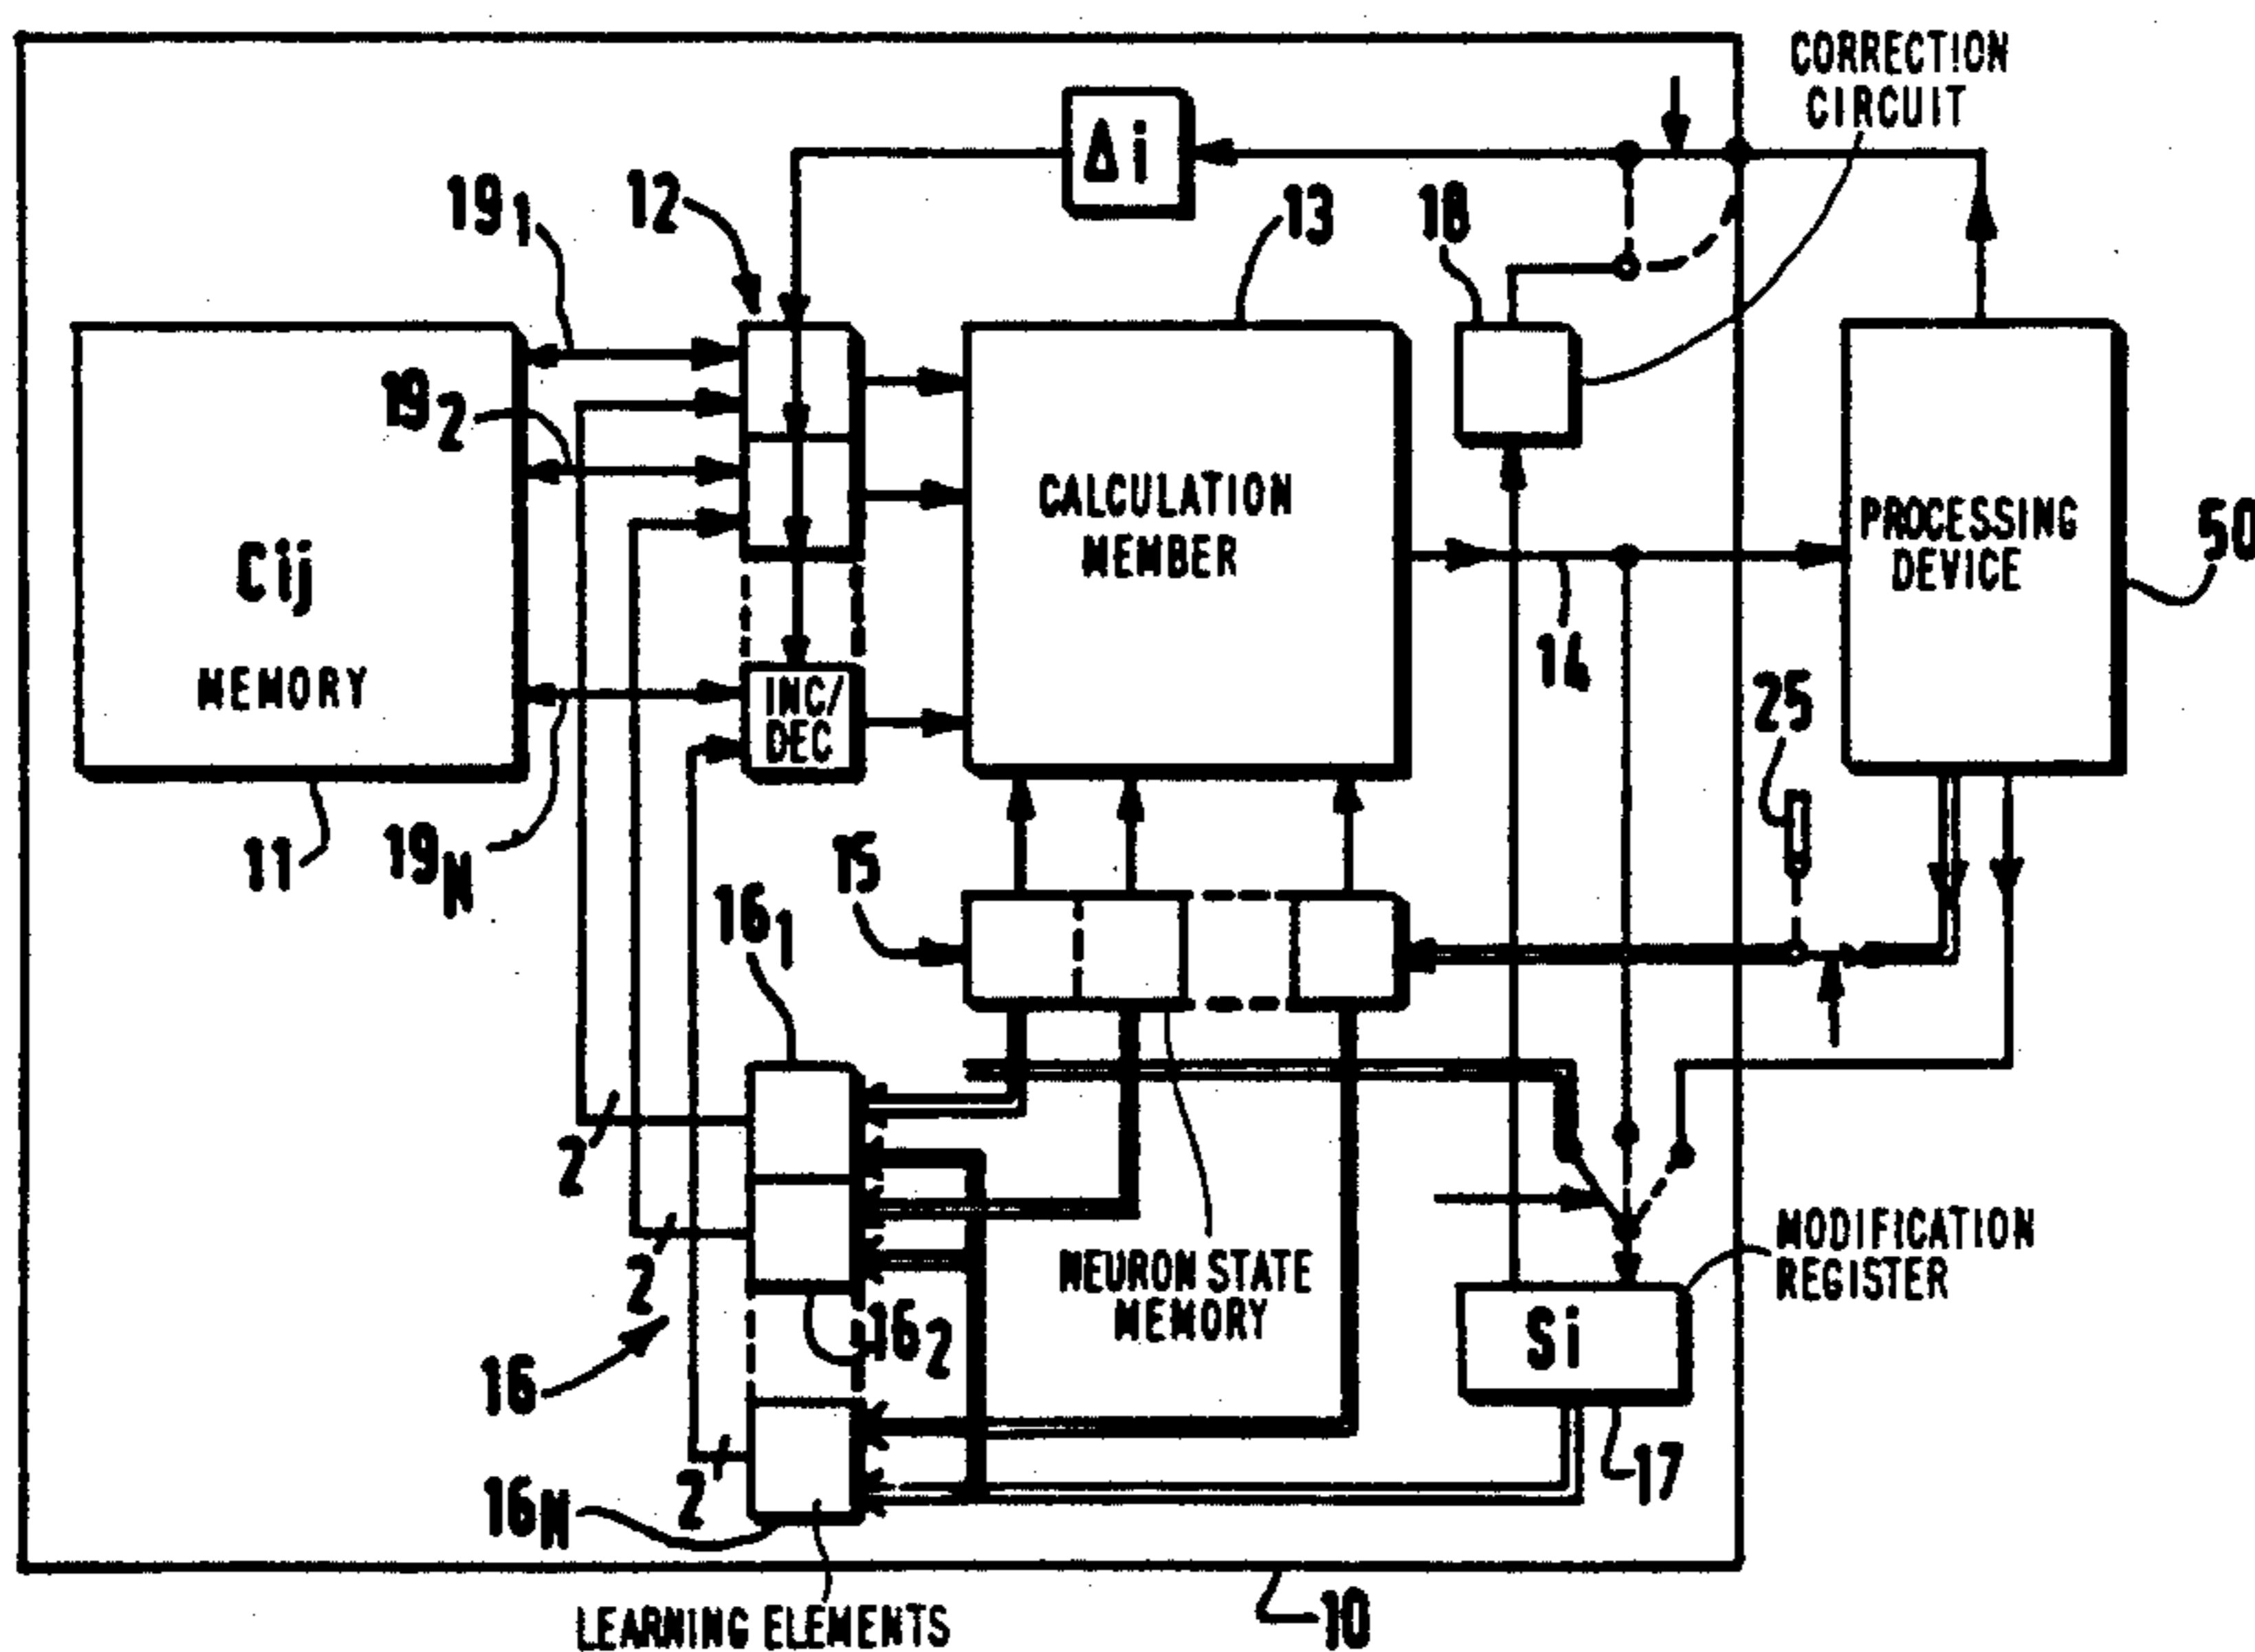 CORRECTION
CIRCUIT
Δi
19₁
12
13
18
19₂
Cij
MEMORY
CALCULATION
MEMBER
PROCESSING
DEVICE
50
14
INC/
DEC
25
11
19N
15
16₁
2
2
NEURON STATE
MEMORY
MODIFICATION
REGISTER
16
16₂
Si
2
17
16N
LEARNING ELEMENTS
10